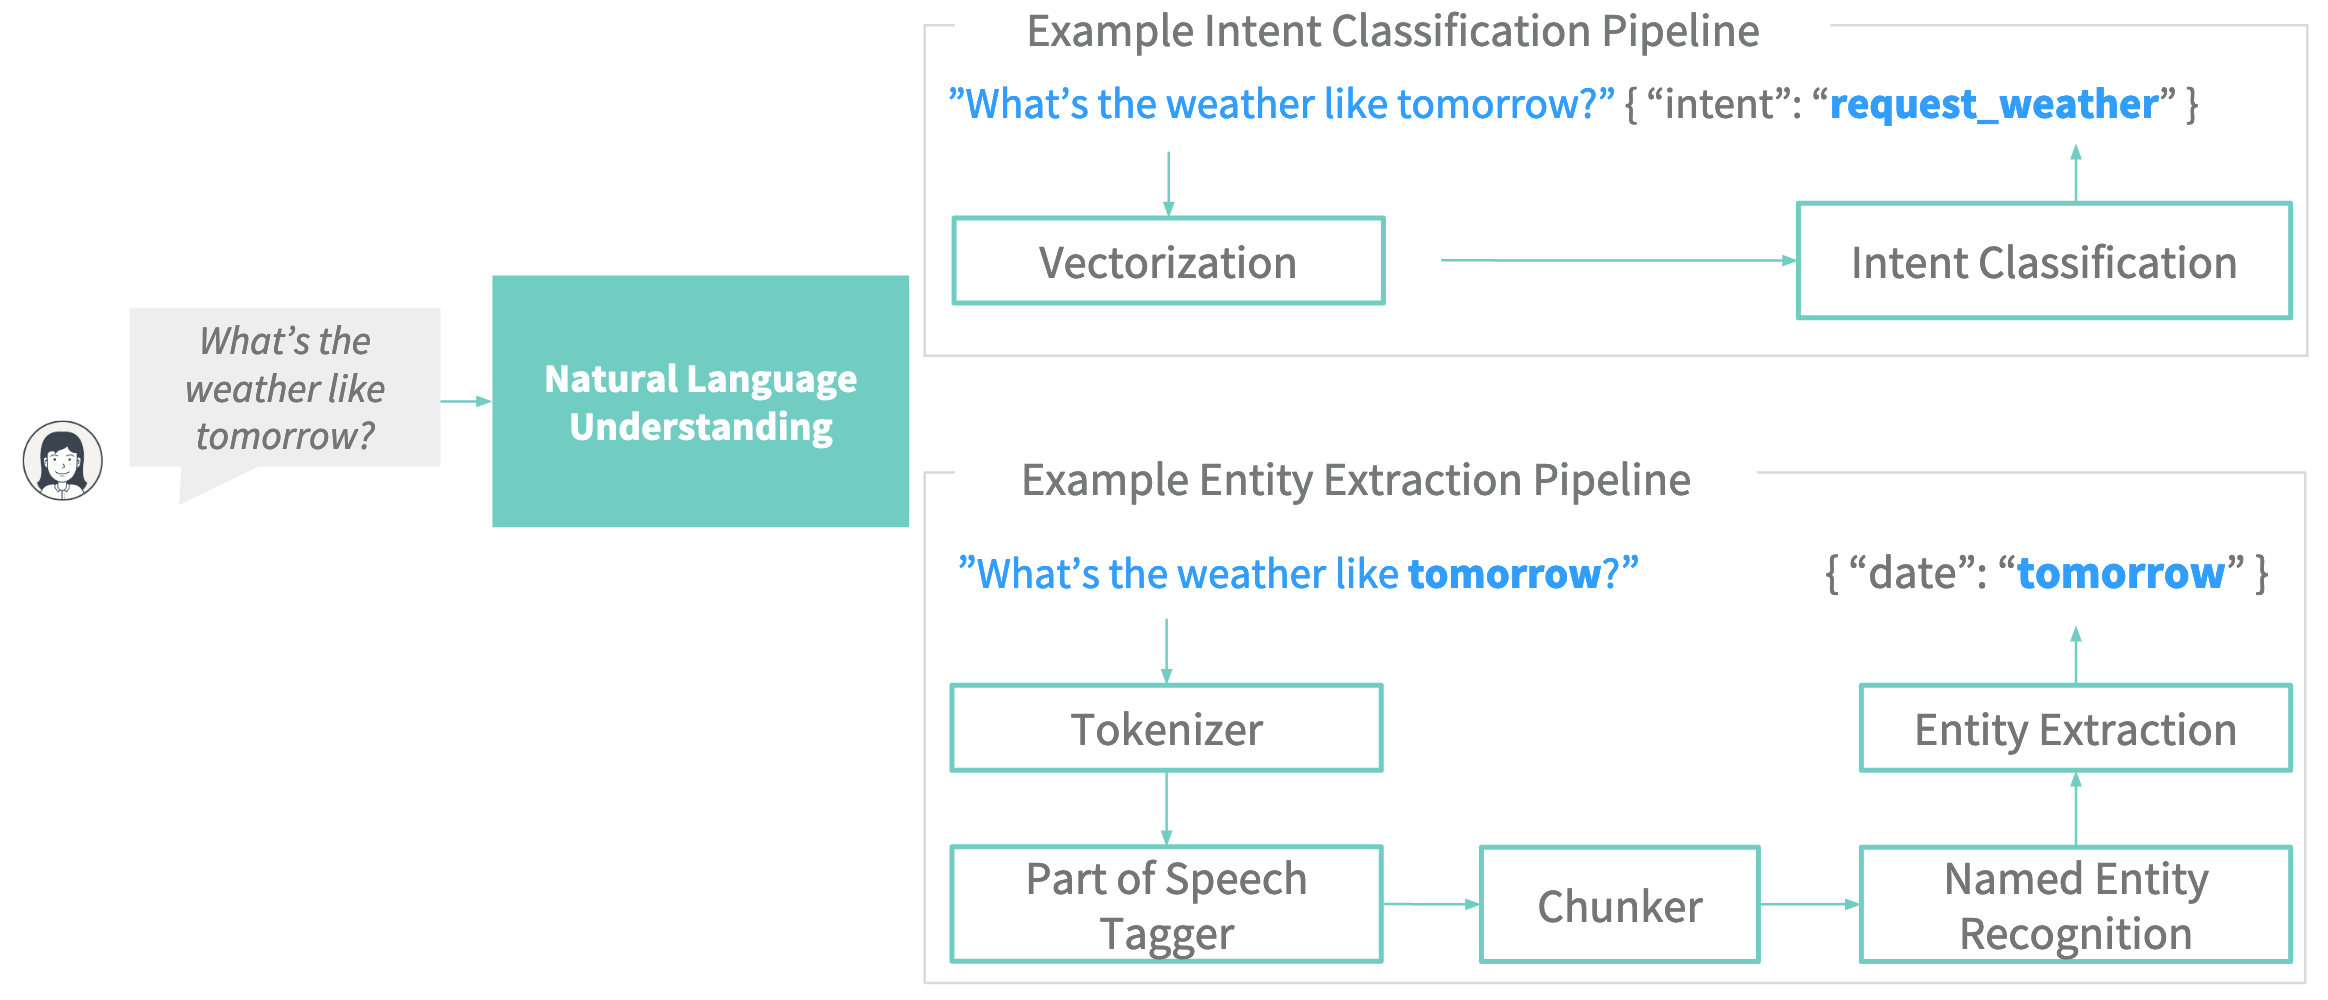 What’s the
weather like
tomorrow?
Natural Language
Understanding
Example Intent Classification Pipeline
”What’s the weather like tomorrow?” { “intent”: “request_weather” }
Vectorization
Intent Classification
Example Entity Extraction Pipeline
”What’s the weather like tomorrow?”
{ “date”: “tomorrow” }
Tokenizer
Entity Extraction
Part of Speech
Tagger
Chunker
Named Entity
Recognition